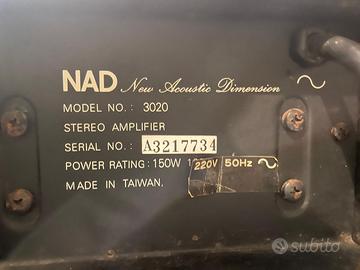 NAD New Acoustic Dimension
MODEL NO.: 3020
STEREO AMPLIFIER
SERIAL NO.: A3217734
POWER RATING: 150W 220V 50Hz
MADE IN TAIWAN.
subito